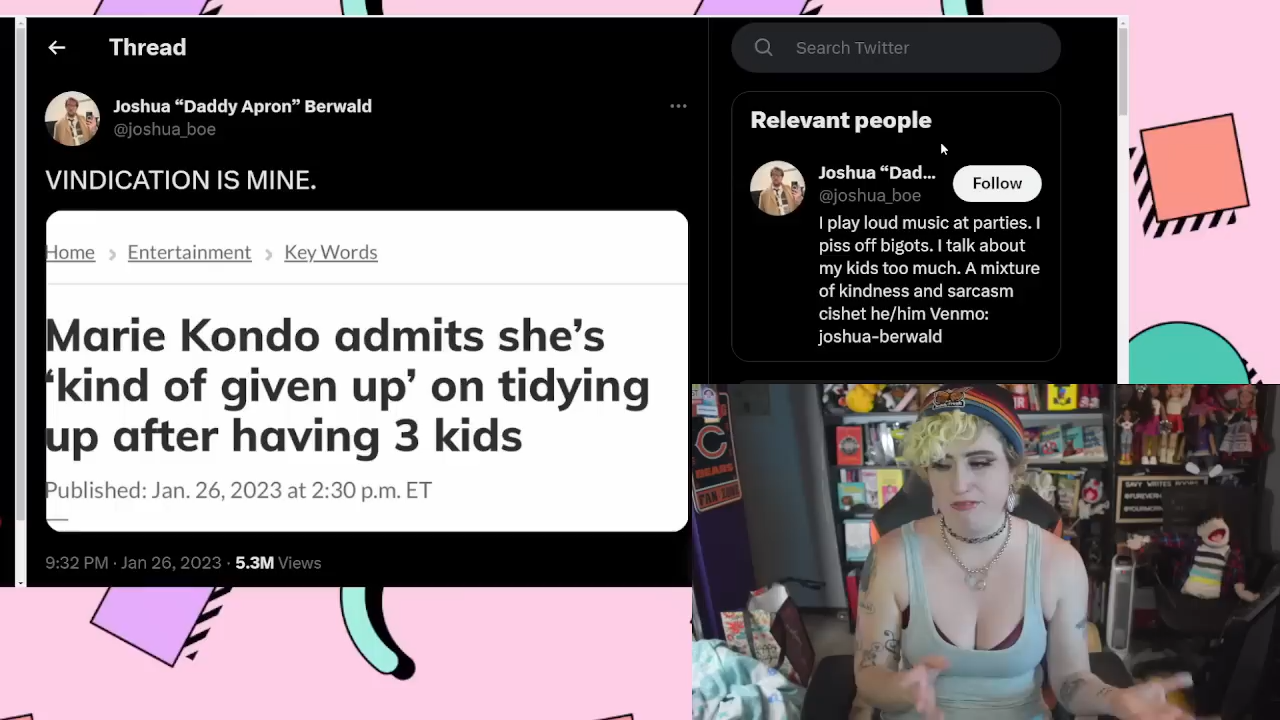 Thread
Joshua “Daddy Apron” Berwald
@joshua_boe
VINDICATION IS MINE.
Home > Entertainment > Key Words
Marie Kondo admits she’s
‘kind of given up’ on tidying
up after having 3 kids
Published: Jan. 26, 2023 at 2:30 p.m. ET
9:32 PM · Jan 26, 2023 · 5.3M Views
Search Twitter
Relevant people
Joshua “Dad...
@joshua_boe
Follow
I play loud music at parties. I
piss off bigots. I talk about
my kids too much. A mixture
of kindness and sarcasm
cishet he/him Venmo:
joshua-berwald
BEARS
FAN ZONE